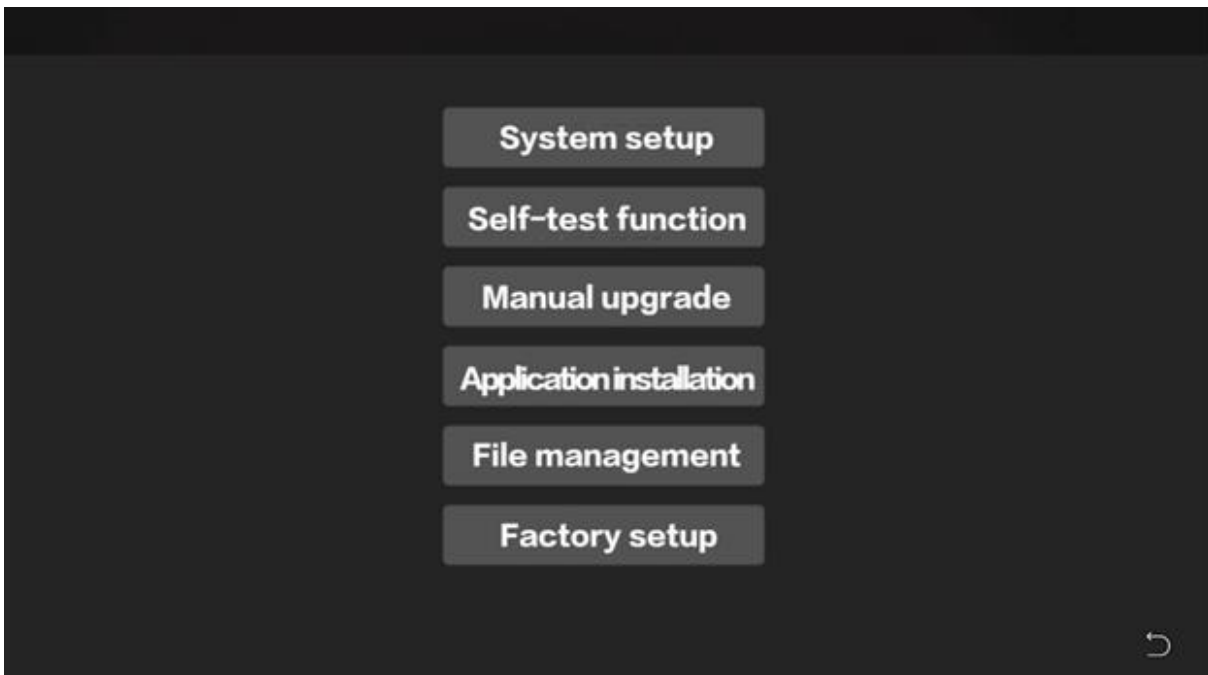 System setup
Self-test function
Manual upgrade
Application installation
File management
Factory setup